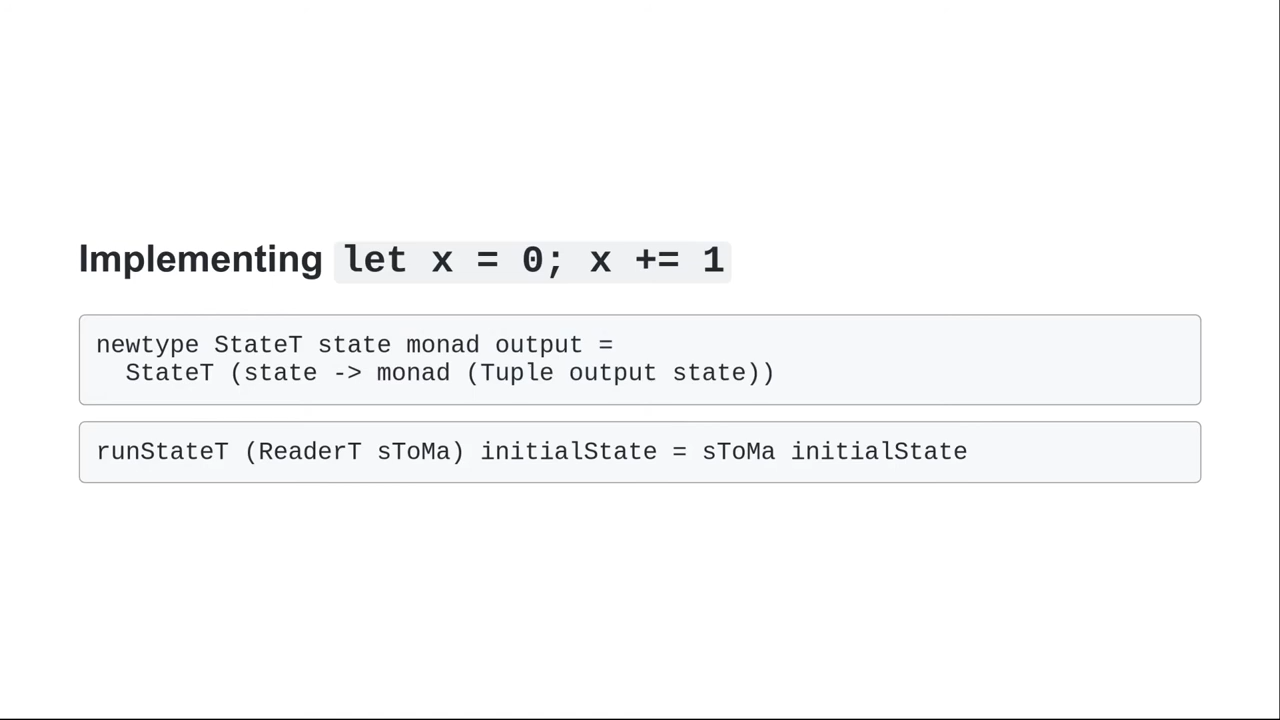 Implementing let x = 0; x += 1
newtype StateT state monad output =
  StateT (state -> monad (Tuple output state))
runStateT (ReaderT sToMa) initialState = sToMa initialState